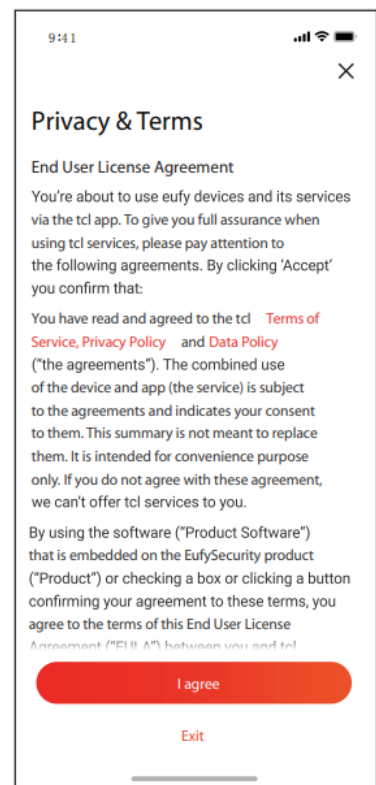 9:41
Privacy & Terms
End User License Agreement
You're about to use eufy devices and its services
via the tcl app. To give you full assurance when
using tcl services, please pay attention to
the following agreements. By clicking 'Accept'
you confirm that:
You have read and agreed to the tcl Terms of
Service, Privacy Policy and Data Policy
("the agreements"). The combined use
of the device and app (the service) is subject
to the agreements and indicates your consent
to them. This summary is not meant to replace
them. It is intended for convenience purpose
only. If you do not agree with these agreement,
we can't offer tcl services to you.
By using the software ("Product Software")
that is embedded on the EufySecurity product
("Product") or checking a box or clicking a button
confirming your agreement to these terms, you
agree to the terms of this End User License
Agreement ("EULA") between you and tcl
I agree
Exit